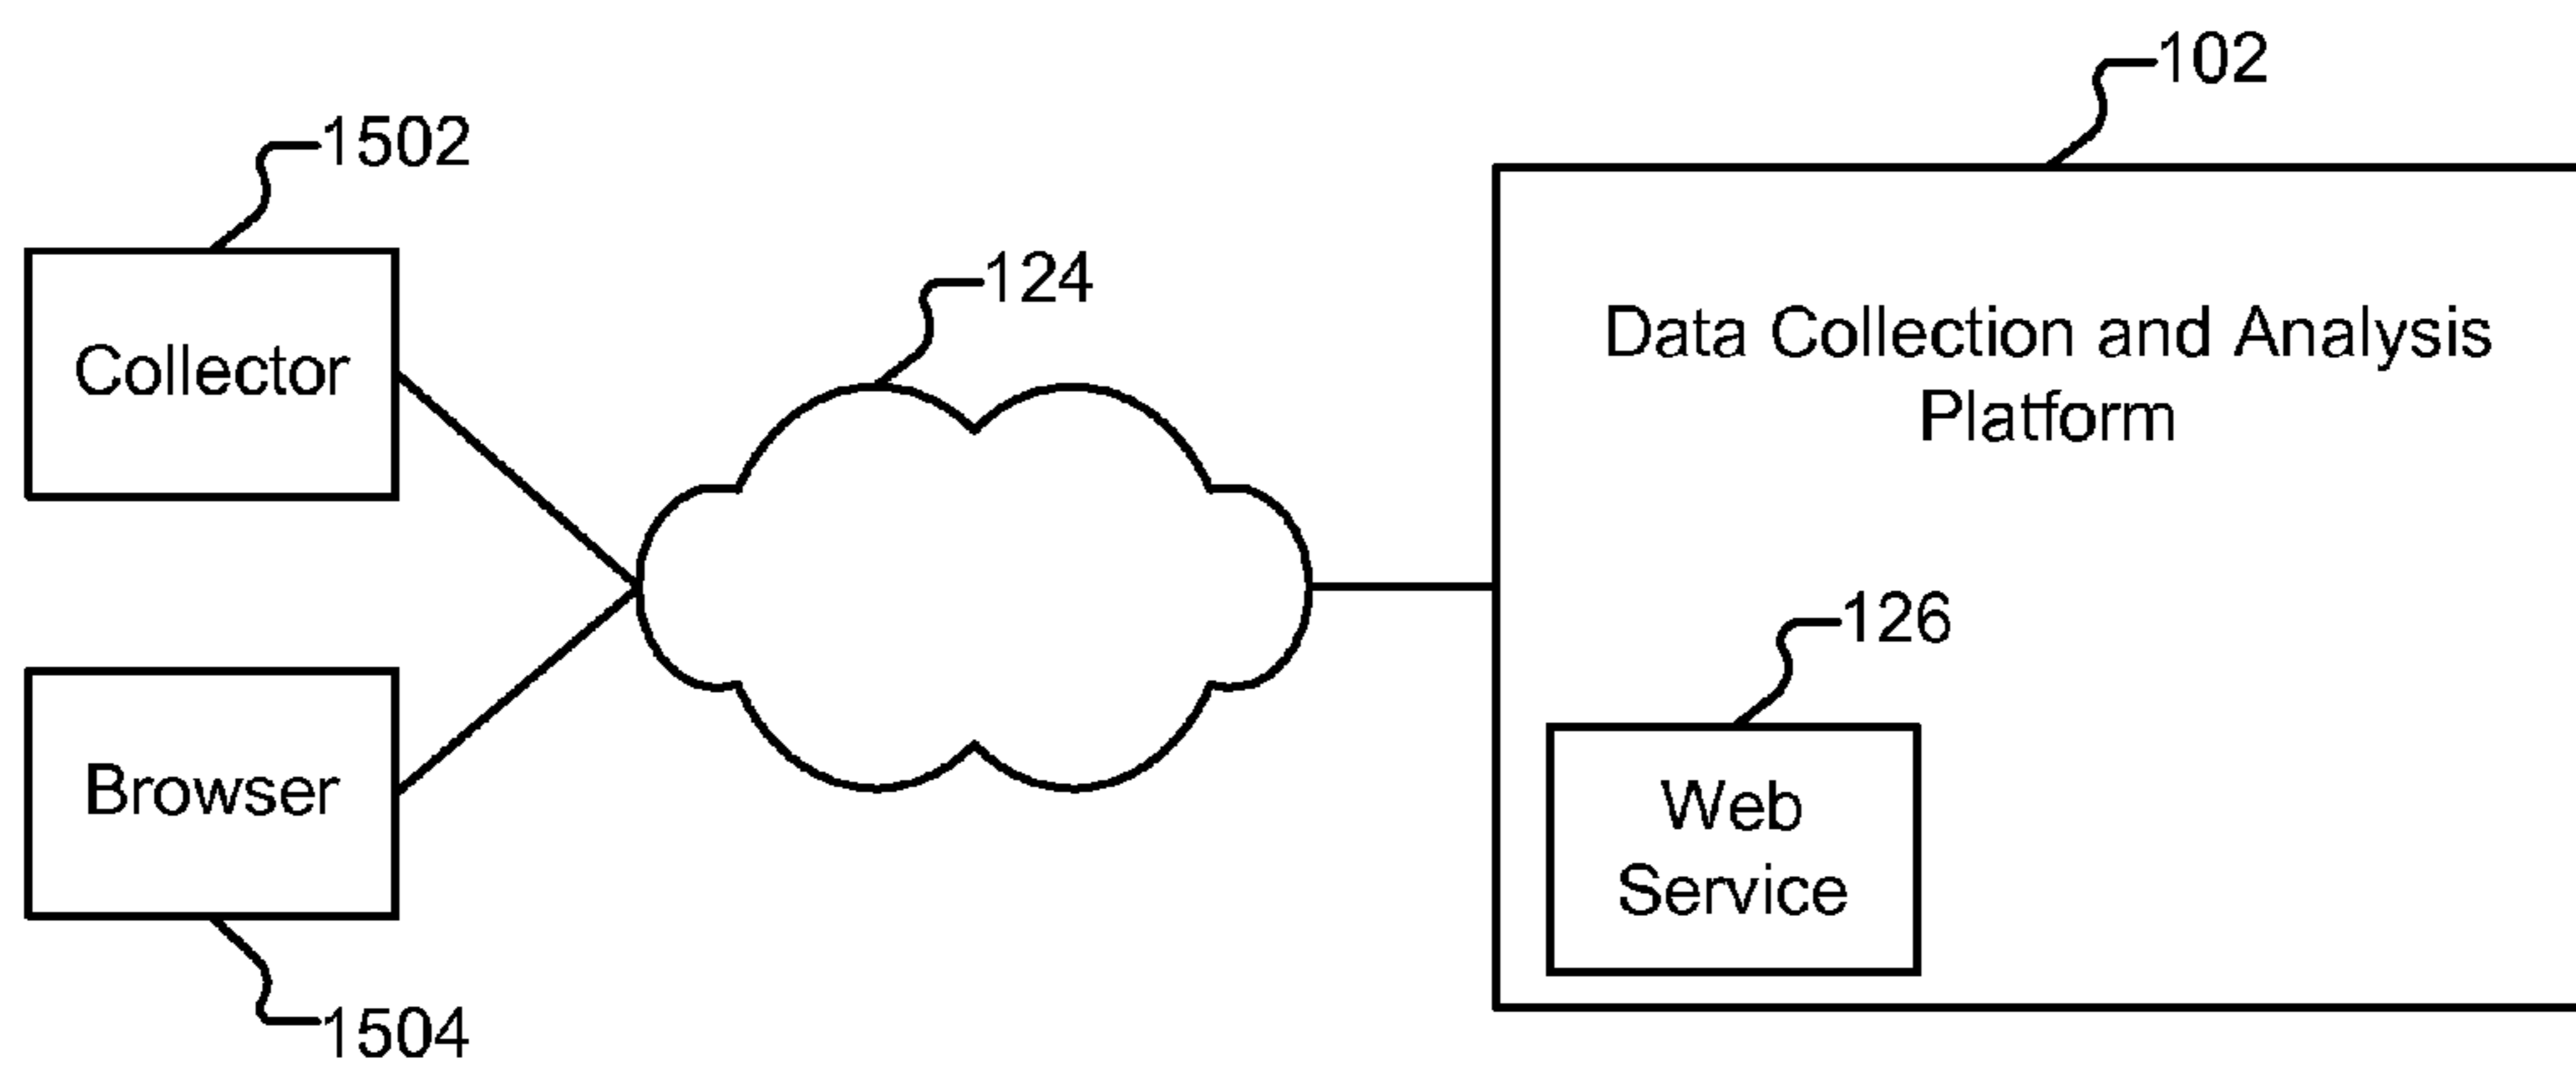 102
1502
124
Collector
Data Collection and Analysis
Platform
126
Browser
Web
Service
1504